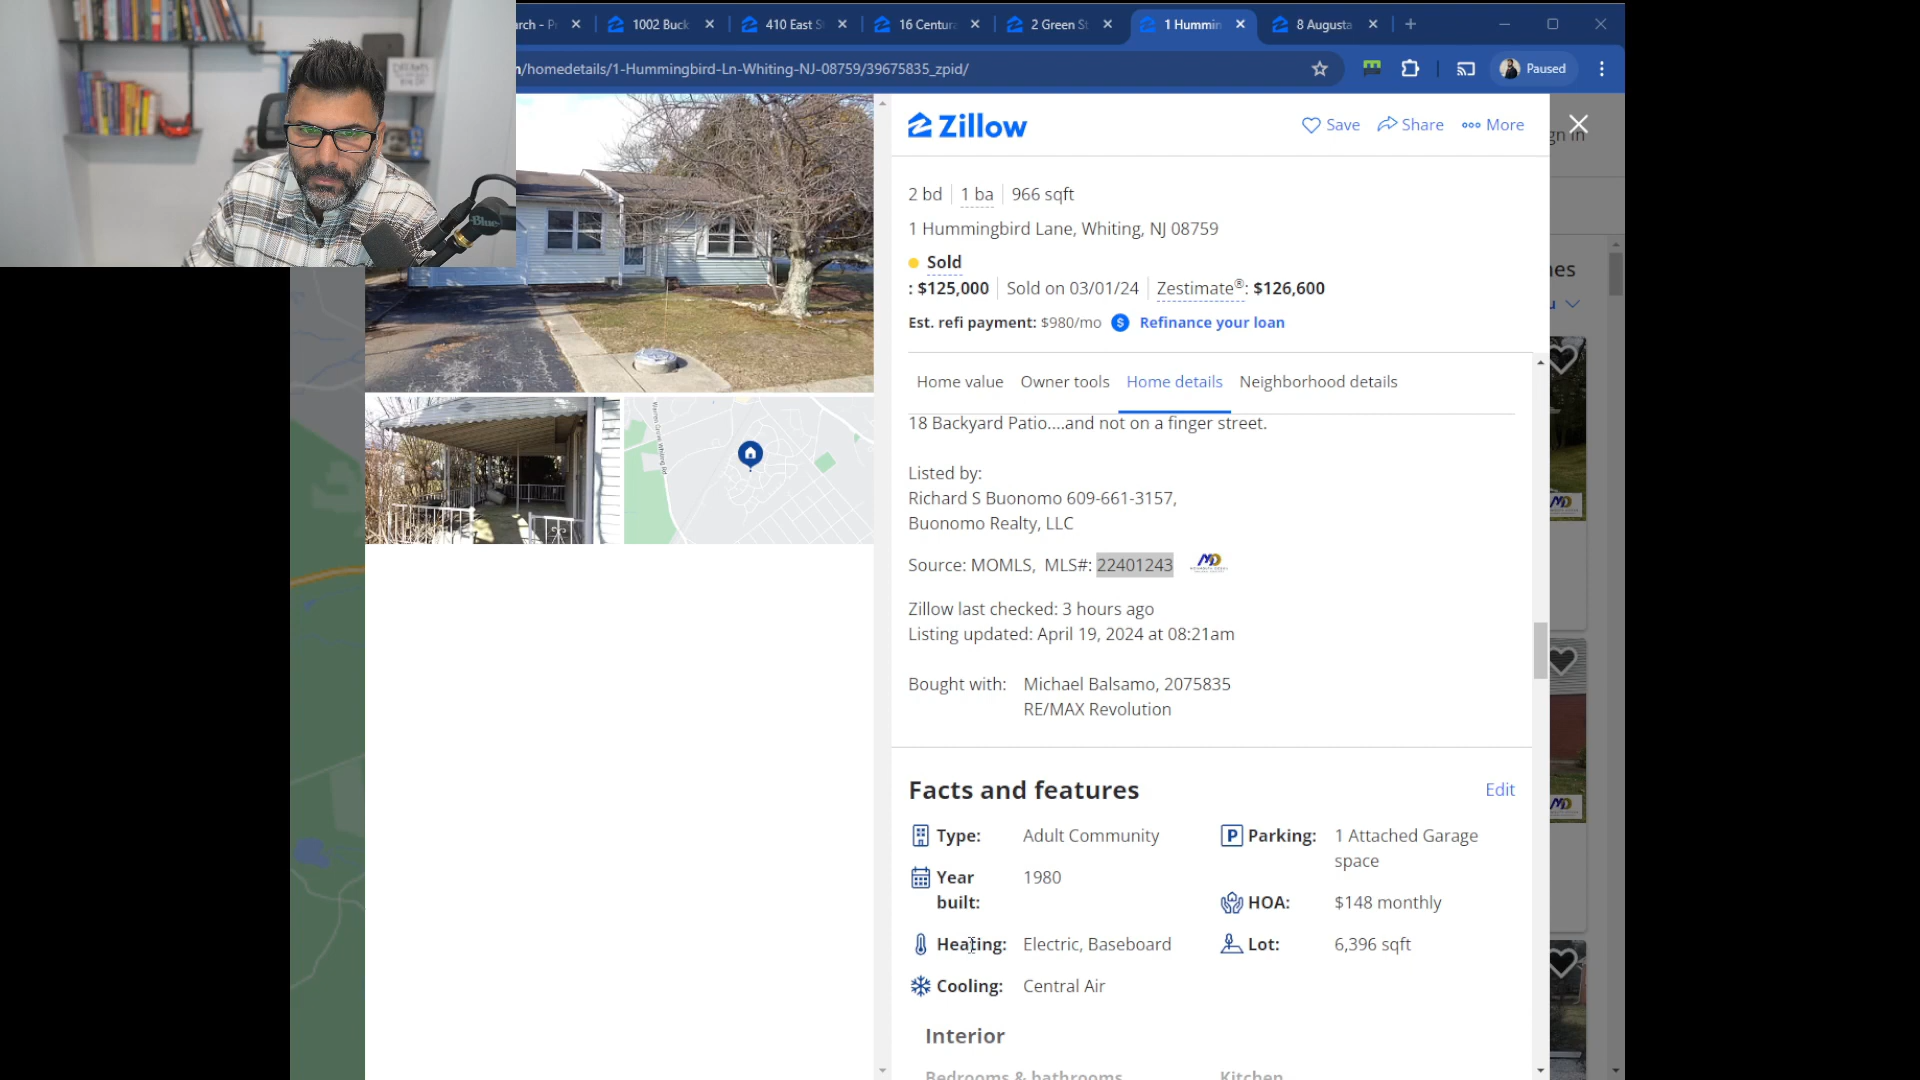 arch - P
1002 Buck
410 East S
16 Centur
2 Green St
1 Hummin
8 Augusta
/homedetails/1-Hummingbird-Ln-Whiting-NJ-08759/39675835_zpid/
Paused
Zillow
Save
Share
More
2 bd
1 ba
966 sqft
1 Hummingbird Lane, Whiting, NJ 08759
Sold
: $125,000
Sold on 03/01/24
Zestimate®: $126,600
Est. refi payment: $980/mo
Refinance your loan
Home value
Owner tools
Home details
Neighborhood details
18 Backyard Patio....and not on a finger street.
Listed by:
Richard S Buonomo 609-661-3157,
Buonomo Realty, LLC
Source: MOMLS, MLS#: 22401243
Zillow last checked: 3 hours ago
Listing updated: April 19, 2024 at 08:21am
Bought with: Michael Balsamo, 2075835
RE/MAX Revolution
Facts and features
Edit
Type: Adult Community
Parking: 1 Attached Garage
space
Year
built: 1980
HOA: $148 monthly
Heating: Electric, Baseboard
Lot: 6,396 sqft
Cooling: Central Air
Interior
Bedrooms & bathrooms
Kitchen
Blue